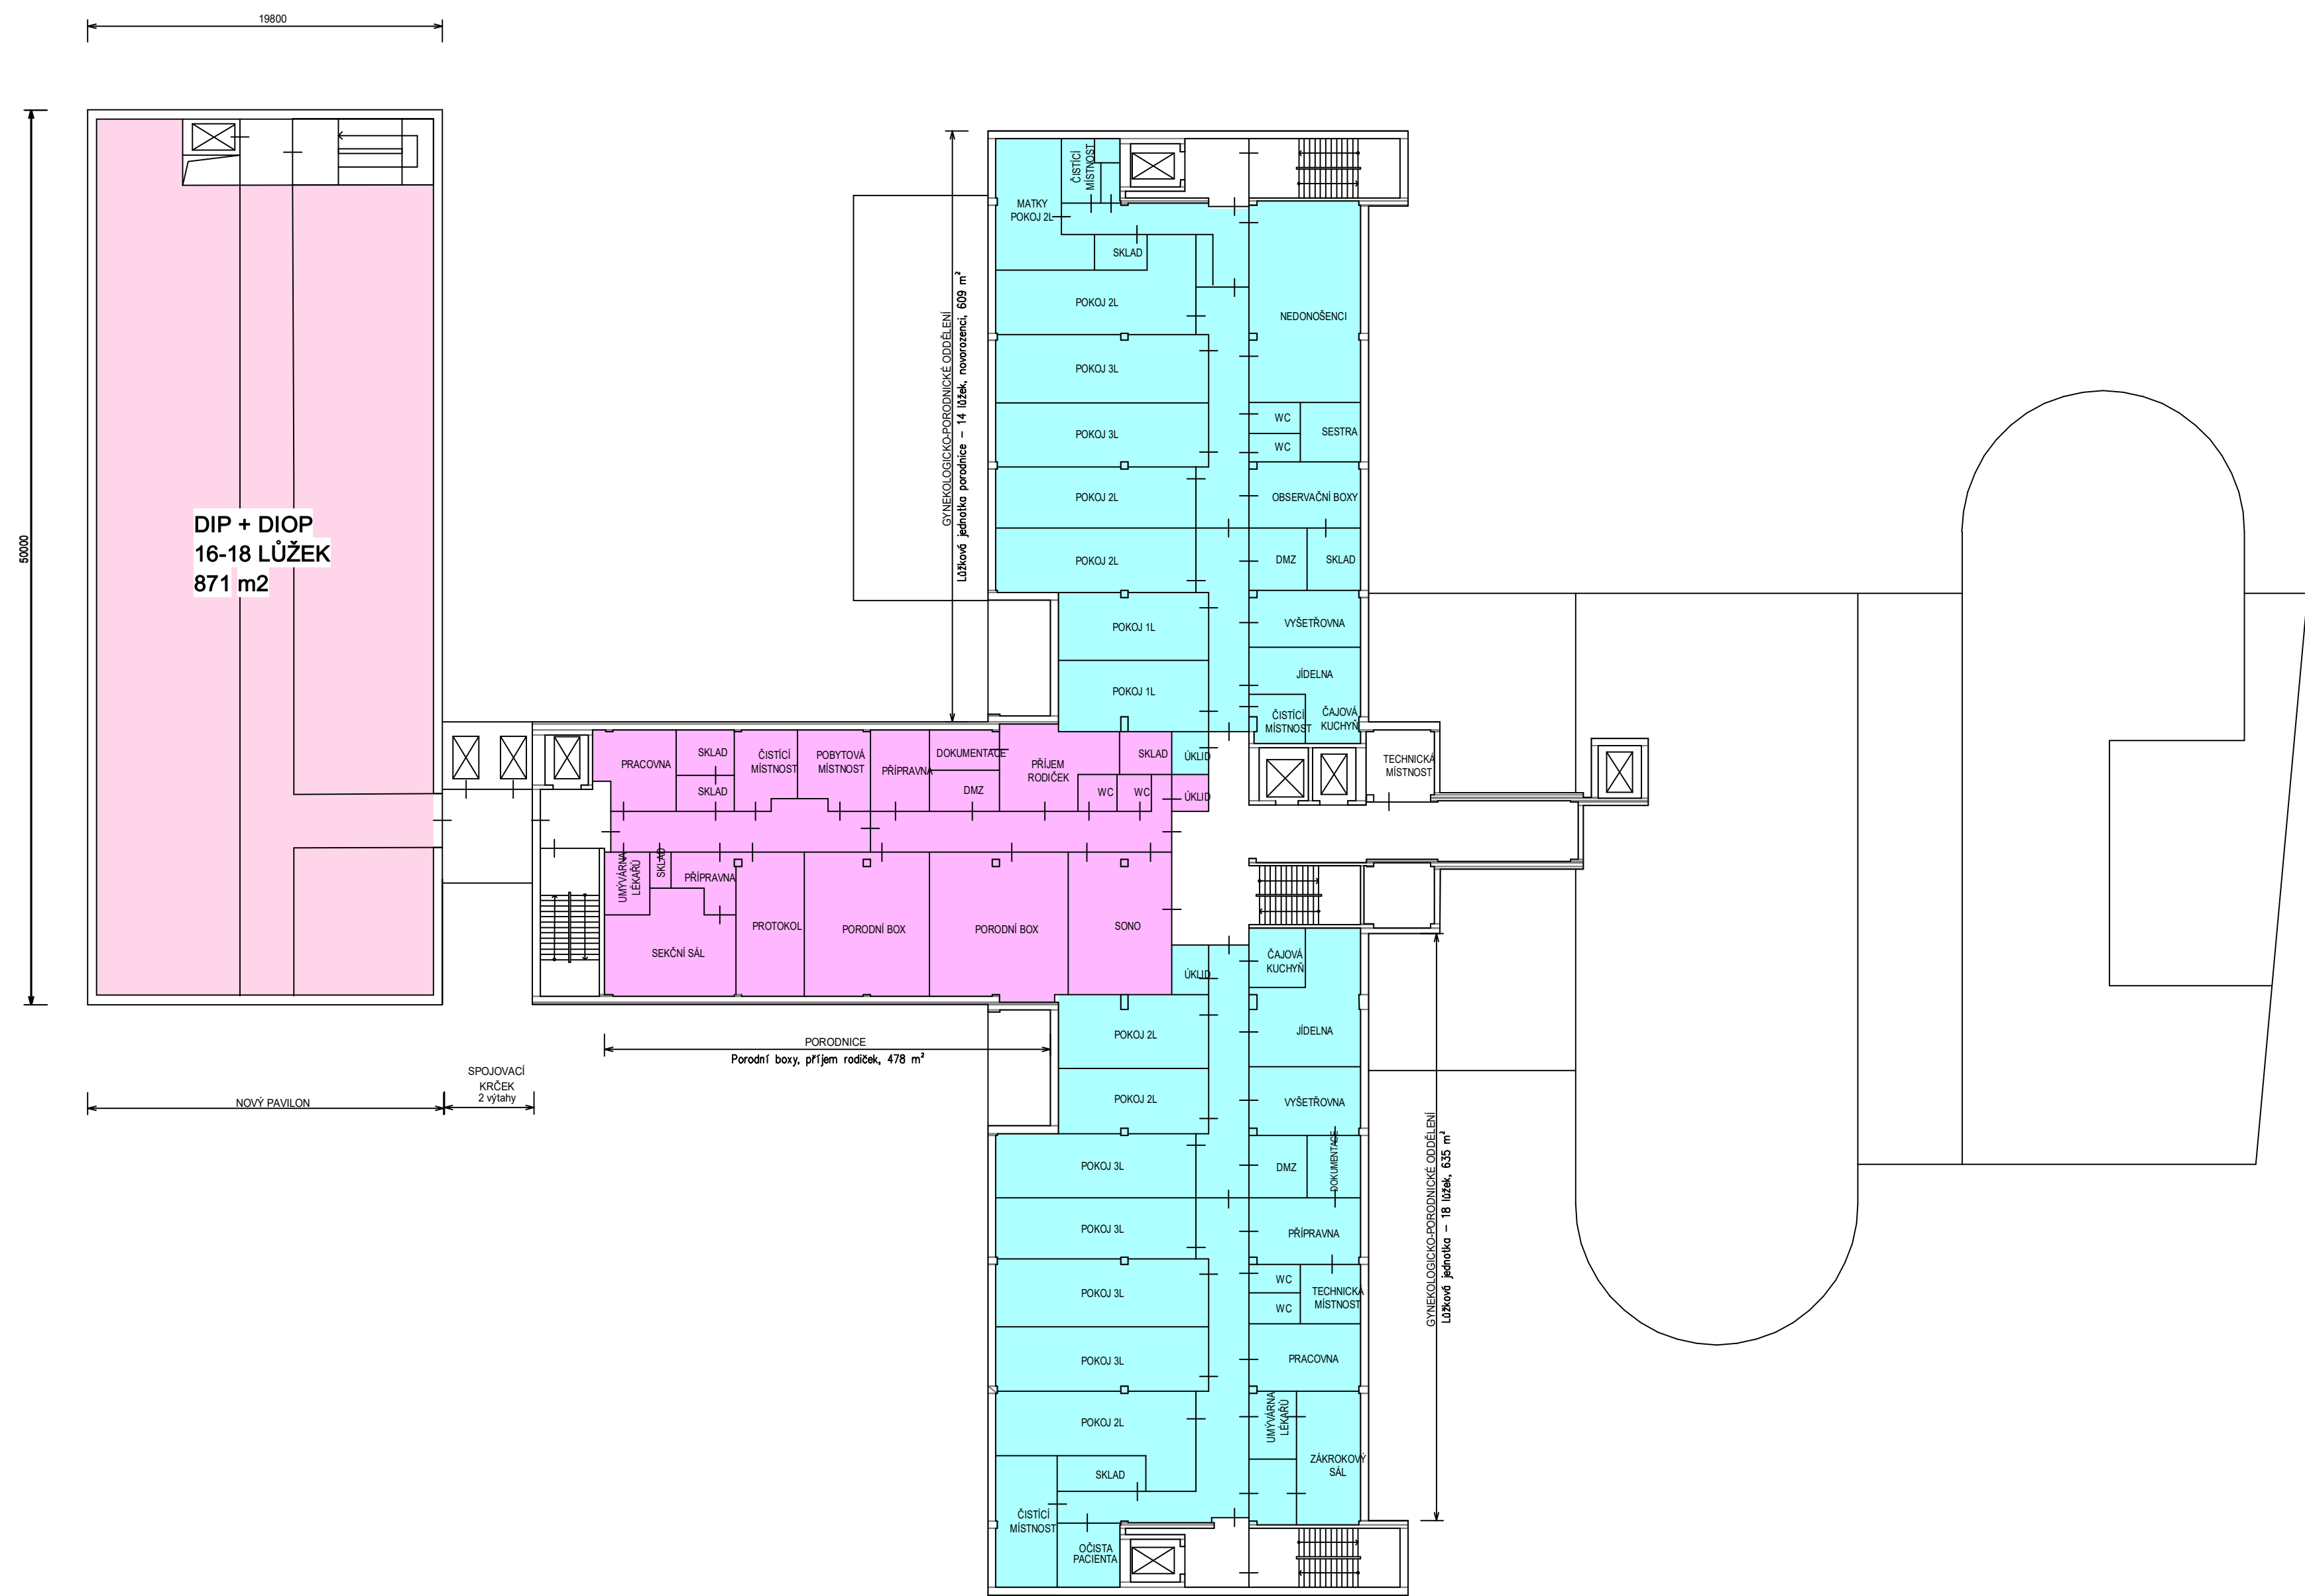 19800
50000
DIP + DIOP
16-18 LŮŽEK
871 m2
NOVÝ PAVILON
SPOJOVACÍ
KRČEK
2 výtahy
GYNEKOLOGICKO-PORODNICKÉ ODDĚLENÍ
Lůžková jednotka porodnice – 14 lůžek, novorozenci, 609 m²
MATKY
POKOJ 2L
ČISTÍCÍ
MÍSTNOST
SKLAD
POKOJ 2L
NEDONOŠENCI
POKOJ 3L
POKOJ 3L
WC
WC
SESTRA
POKOJ 2L
OBSERVAČNÍ BOXY
POKOJ 2L
DMZ
SKLAD
POKOJ 1L
VYŠETŘOVNA
POKOJ 1L
JÍDELNA
ČISTÍCÍ
MÍSTNOST
ČAJOVÁ
KUCHYŇ
PRACOVNA
SKLAD
SKLAD
ČISTÍCÍ
MÍSTNOST
POBYTOVÁ
MÍSTNOST
PŘÍPRAVNA
DOKUMENTACE
DMZ
PŘÍJEM
RODIČEK
SKLAD
WC
WC
ÚKLID
ÚKLID
TECHNICKÁ
MÍSTNOST
UMÝVÁRNA
LÉKAŘŮ
SKLAD
PŘÍPRAVNA
SEKČNÍ SÁL
PROTOKOL
PORODNÍ BOX
PORODNÍ BOX
SONO
PORODNICE
Porodní boxy, příjem rodiček, 478 m²
ÚKLID
ČAJOVÁ
KUCHYŇ
POKOJ 2L
JÍDELNA
POKOJ 2L
VYŠETŘOVNA
POKOJ 3L
DMZ
DOKUMENTACE
POKOJ 3L
PŘÍPRAVNA
POKOJ 3L
WC
WC
TECHNICKÁ
MÍSTNOST
POKOJ 3L
PRACOVNA
POKOJ 2L
UMÝVÁRNA
LÉKAŘŮ
SKLAD
ZÁKROKOVÝ
SÁL
ČISTÍCÍ
MÍSTNOST
OČISTA
PACIENTA
GYNEKOLOGICKO-PORODNICKÉ ODDĚLENÍ
Lůžková jednotka – 18 lůžek, 635 m²